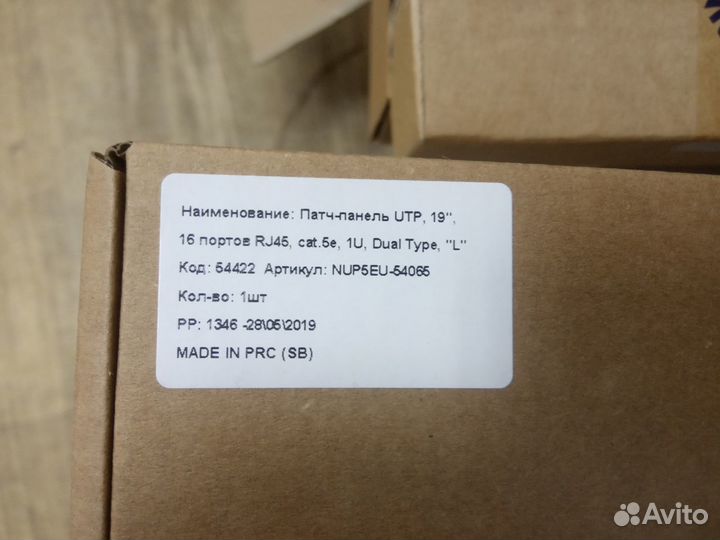 Наименование: Патч-панель UTP, 19",
16 портов RJ45, cat.5e, 1U, Dual Type, "L"
Код: 54422 Артикул: NUP5EU-54065
Кол-во: 1шт
PP: 1346 -28\05\2019
MADE IN PRC (SB)
Avito